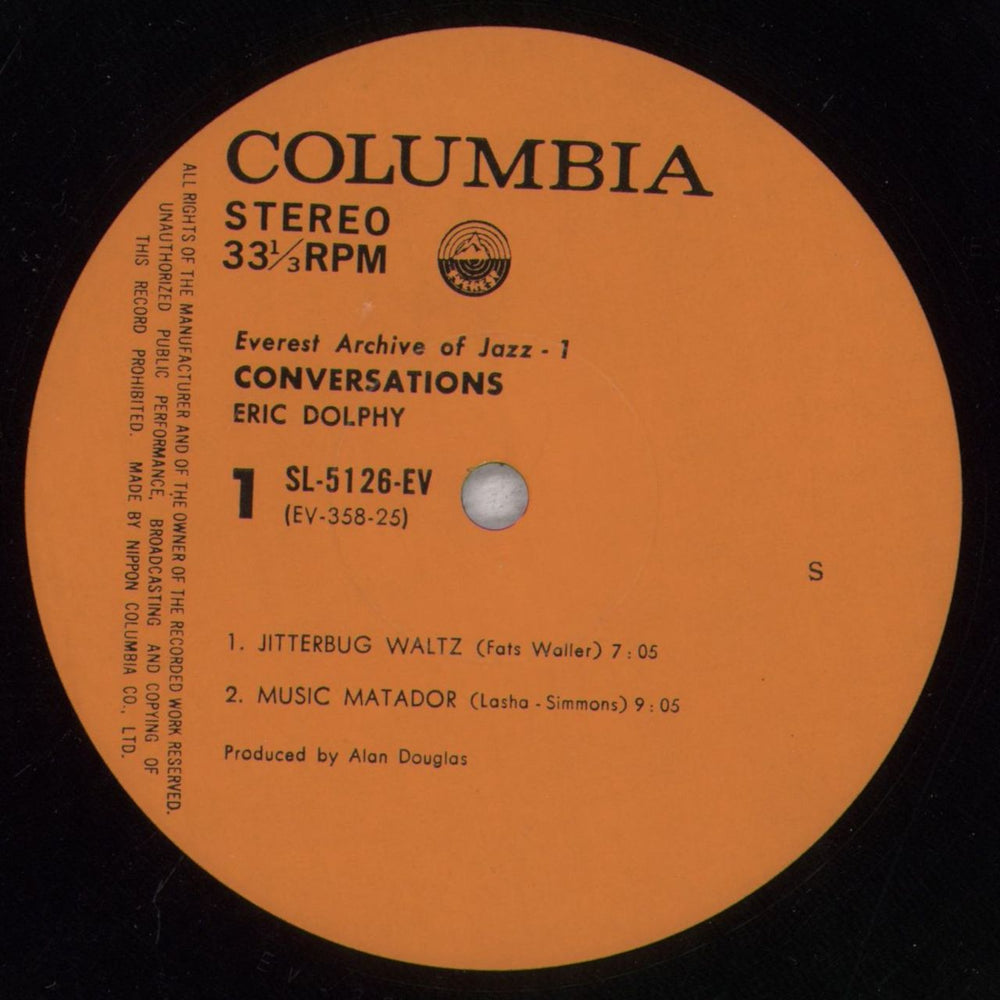 COLUMBIA
STEREO
33⅓RPM
EVEREST
Everest Archive of Jazz - 1
CONVERSATIONS
ERIC DOLPHY
1
SL-5126-EV
(EV-358-25)
S
1. JITTERBUG WALTZ (Fats Waller) 7 : 05
2. MUSIC MATADOR (Lasha - Simmons) 9 : 05
Produced by Alan Douglas
ALL RIGHTS OF THE MANUFACTURER AND OF THE OWNER OF THE RECORDED WORK RESERVED.
UNAUTHORIZED PUBLIC PERFORMANCE, BROADCASTING AND COPYING OF
THIS RECORD PROHIBITED. MADE BY NIPPON COLUMBIA CO., LTD.